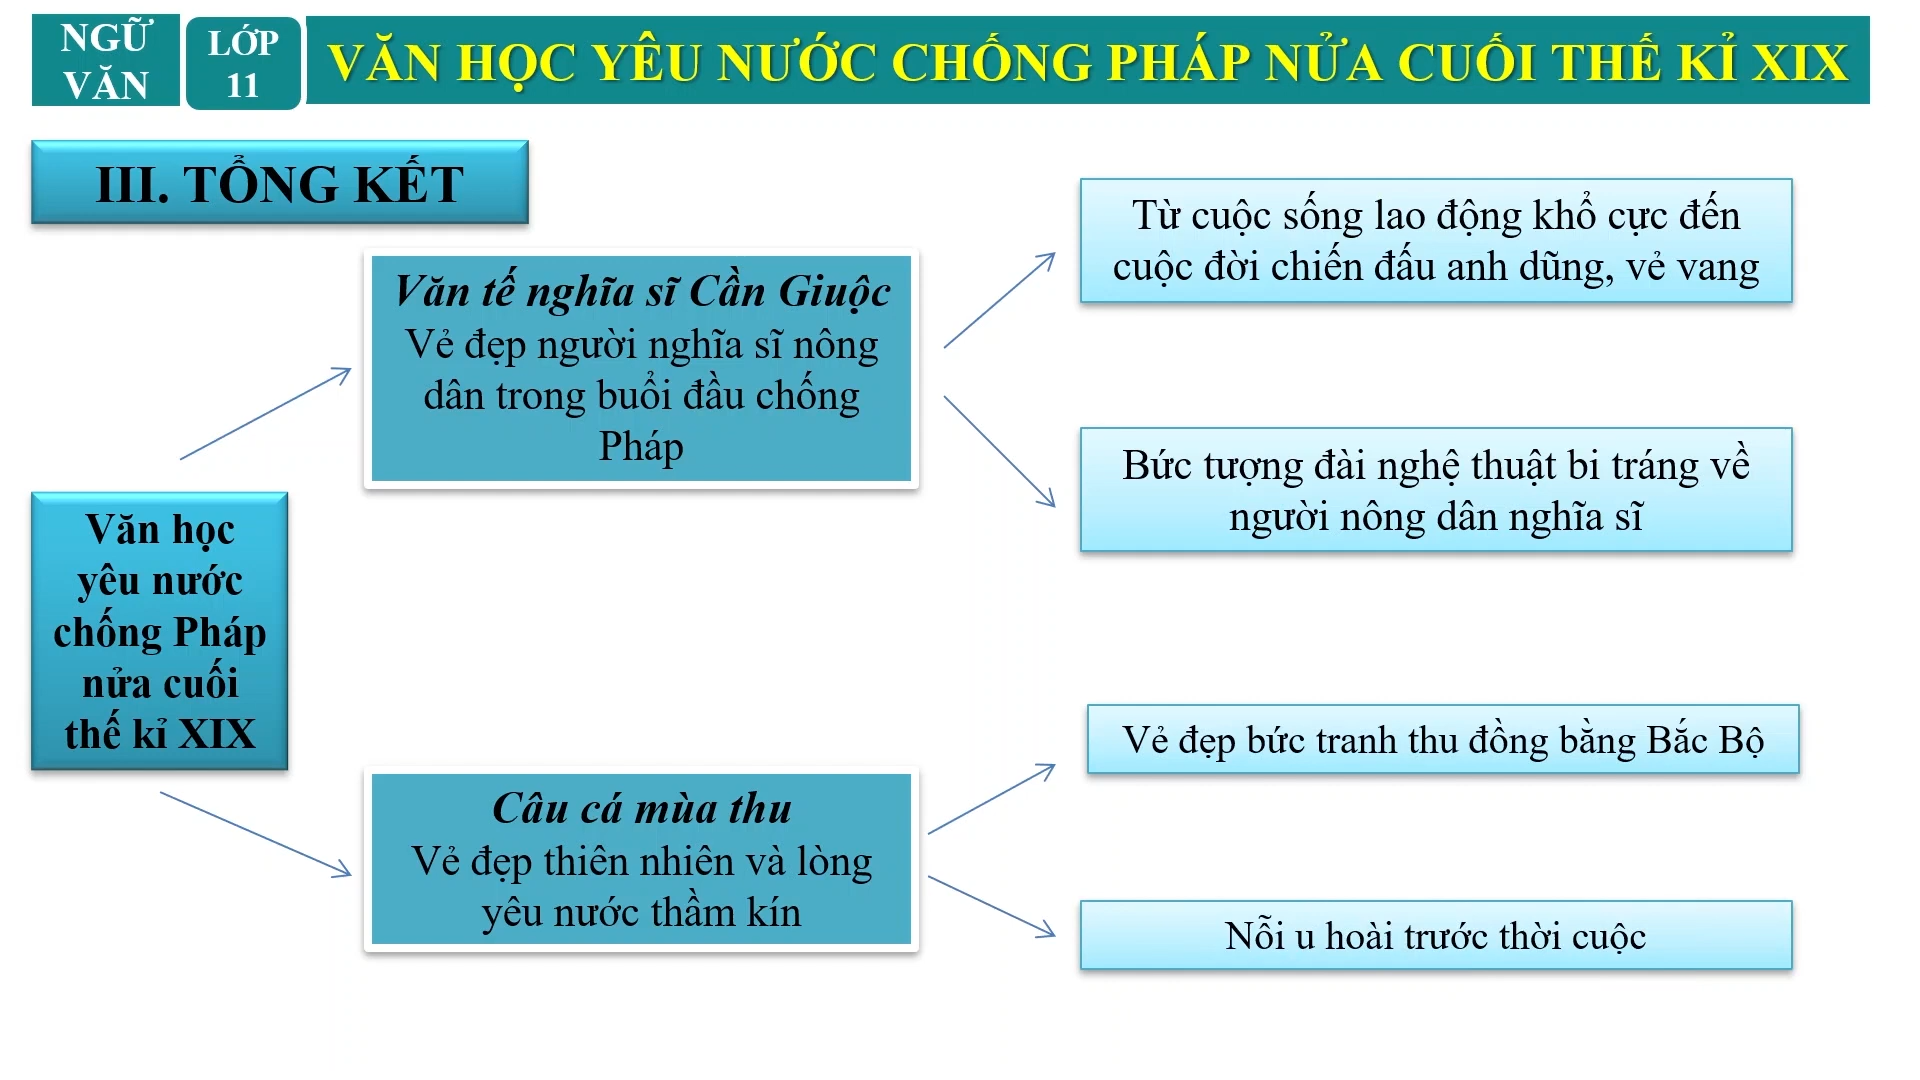 NGỮ
VĂN
LỚP
11
VĂN HỌC YÊU NƯỚC CHỐNG PHÁP NỬA CUỐI THẾ KỈ XIX
III. TỔNG KẾT
Văn học
yêu nước
chống Pháp
nửa cuối
thế kỉ XIX
Văn tế nghĩa sĩ Cần Giuộc
Vẻ đẹp người nghĩa sĩ nông
dân trong buổi đầu chống
Pháp
Từ cuộc sống lao động khổ cực đến
cuộc đời chiến đấu anh dũng, vẻ vang
Bức tượng đài nghệ thuật bi tráng về
người nông dân nghĩa sĩ
Câu cá mùa thu
Vẻ đẹp thiên nhiên và lòng
yêu nước thầm kín
Vẻ đẹp bức tranh thu đồng bằng Bắc Bộ
Nỗi u hoài trước thời cuộc